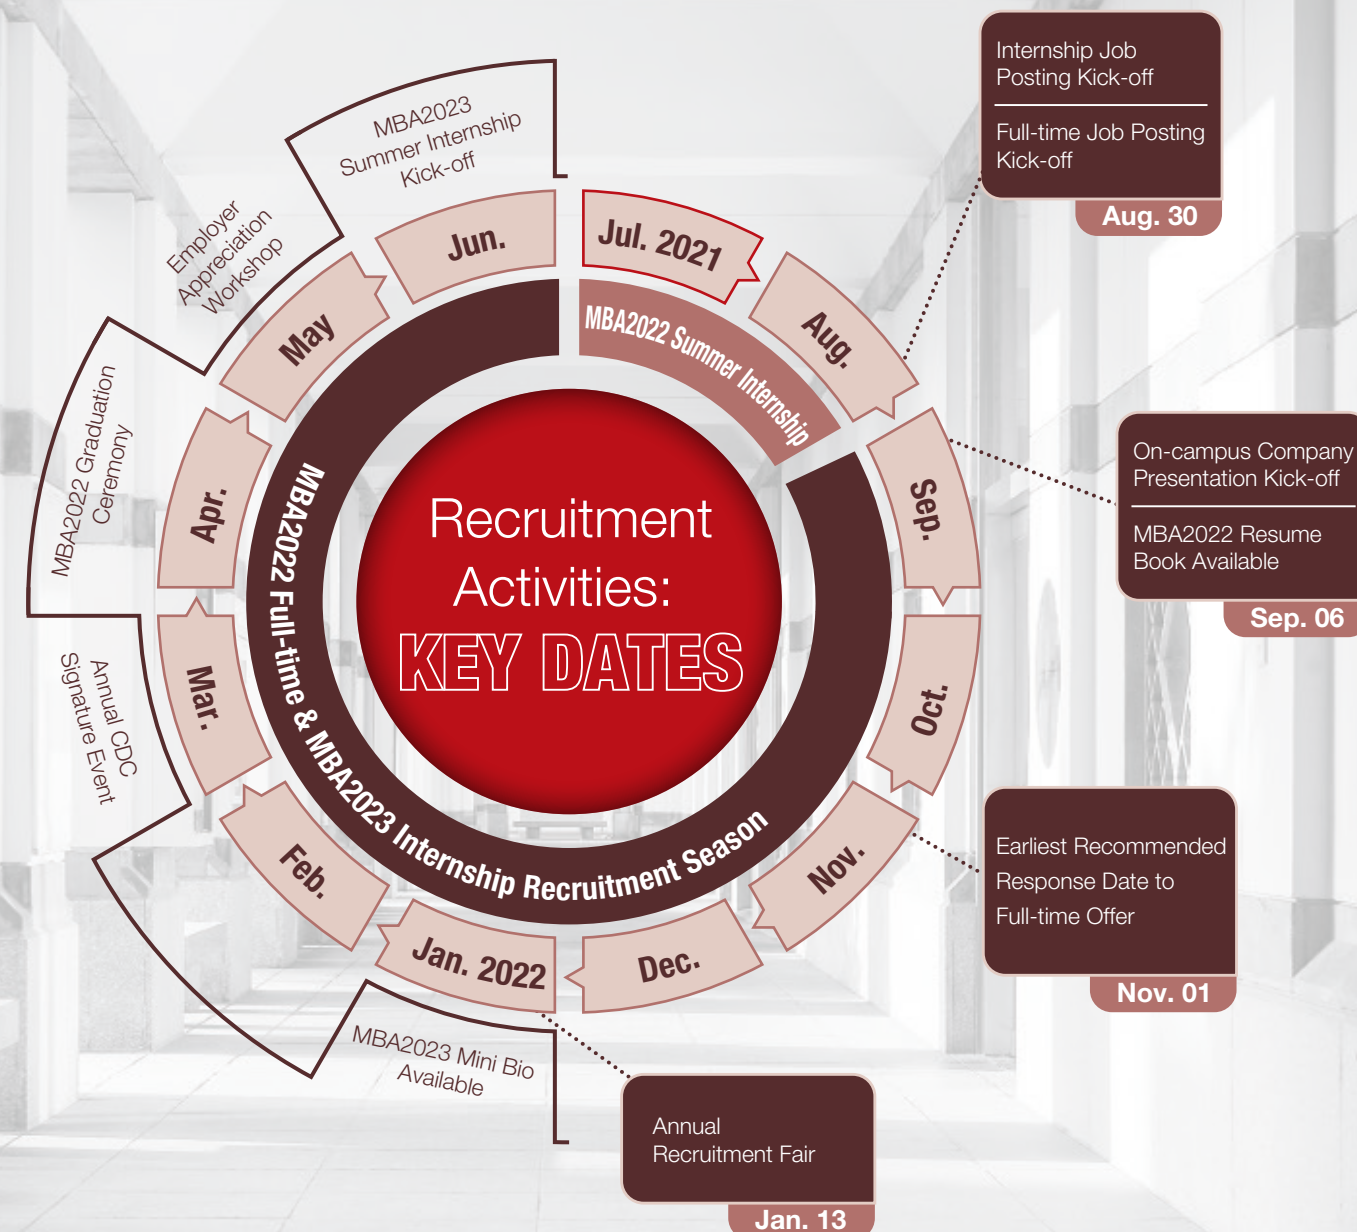 Recruitment
Activities:
KEY DATES
Jul. 2021
Aug.
Sep.
Oct.
Nov.
Dec.
Jan. 2022
Feb.
Mar.
Apr.
May
Jun.
MBA2022 Summer Internship
MBA2022 Full-time & MBA2023 Internship Recruitment Season
Internship Job
Posting Kick-off
Full-time Job Posting
Kick-off
Aug. 30
On-campus Company
Presentation Kick-off
MBA2022 Resume
Book Available
Sep. 06
Earliest Recommended
Response Date to
Full-time Offer
Nov. 01
Annual
Recruitment Fair
Jan. 13
MBA2023 Mini Bio
Available
Annual CDC
Signature Event
MBA2022 Graduation
Ceremony
Employer
Appreciation
Workshop
MBA2023
Summer Internship
Kick-off